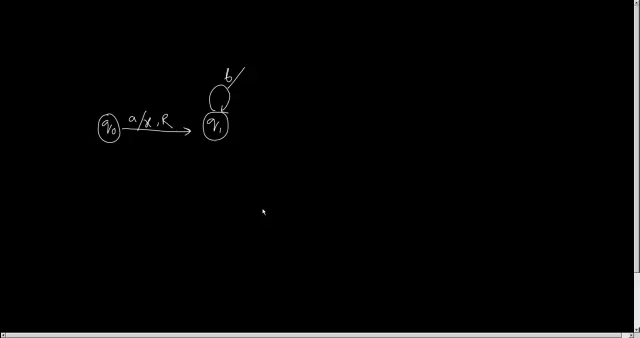 b/
q₀ a/x, R q₁